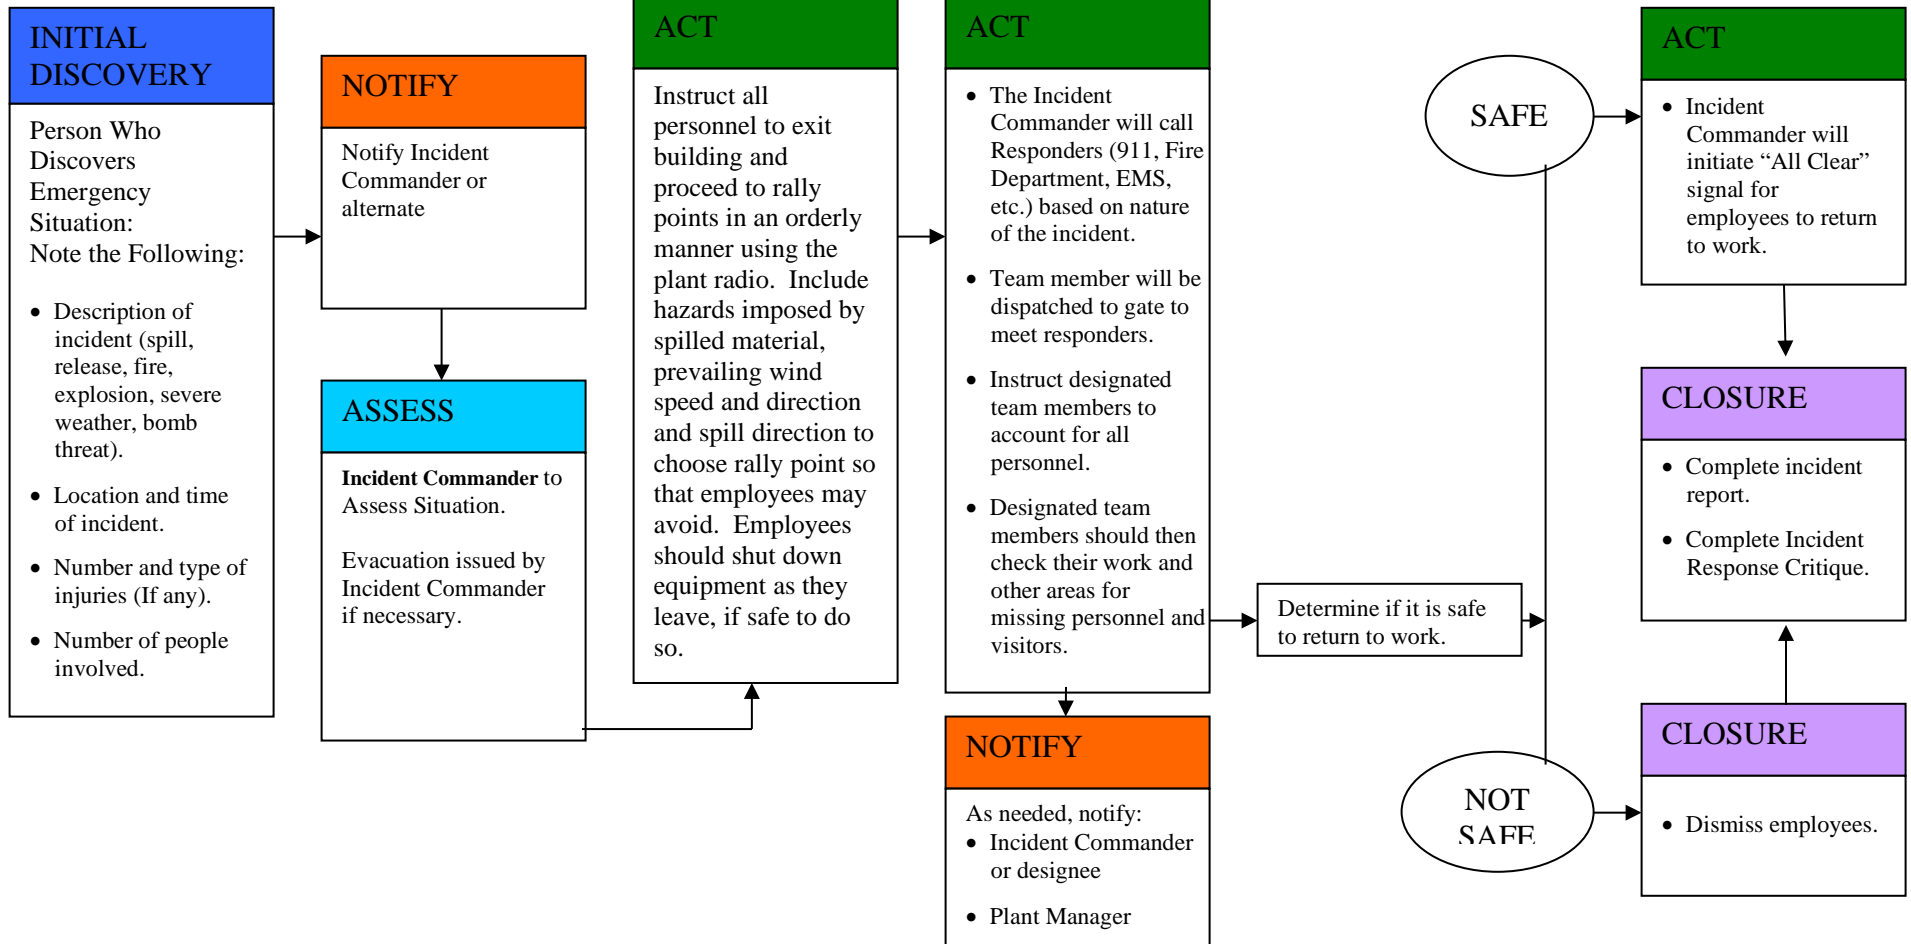 INITIAL
DISCOVERY
Person Who
Discovers
Emergency
Situation:
Note the Following:
• Description of
incident (spill,
release, fire,
explosion, severe
weather, bomb
threat).
• Location and time
of incident.
• Number and type of
injuries (If any).
• Number of people
involved.
NOTIFY
Notify Incident
Commander or
alternate
ASSESS
Incident Commander to
Assess Situation.
Evacuation issued by
Incident Commander
if necessary.
ACT
Instruct all
personnel to exit
building and
proceed to rally
points in an orderly
manner using the
plant radio.  Include
hazards imposed by
spilled material,
prevailing wind
speed and direction
and spill direction to
choose rally point so
that employees may
avoid.  Employees
should shut down
equipment as they
leave, if safe to do
so.
ACT
• The Incident
Commander will call
Responders (911, Fire
Department, EMS,
etc.) based on nature
of the incident.
• Team member will be
dispatched to gate to
meet responders.
• Instruct designated
team members to
account for all
personnel.
• Designated team
members should then
check their work and
other areas for
missing personnel and
visitors.
NOTIFY
As needed, notify:
• Incident Commander
or designee
• Plant Manager
Determine if it is safe
to return to work.
SAFE
NOT
SAFE
ACT
• Incident
Commander will
initiate “All Clear”
signal for
employees to return
to work.
CLOSURE
• Complete incident
report.
• Complete Incident
Response Critique.
CLOSURE
• Dismiss employees.